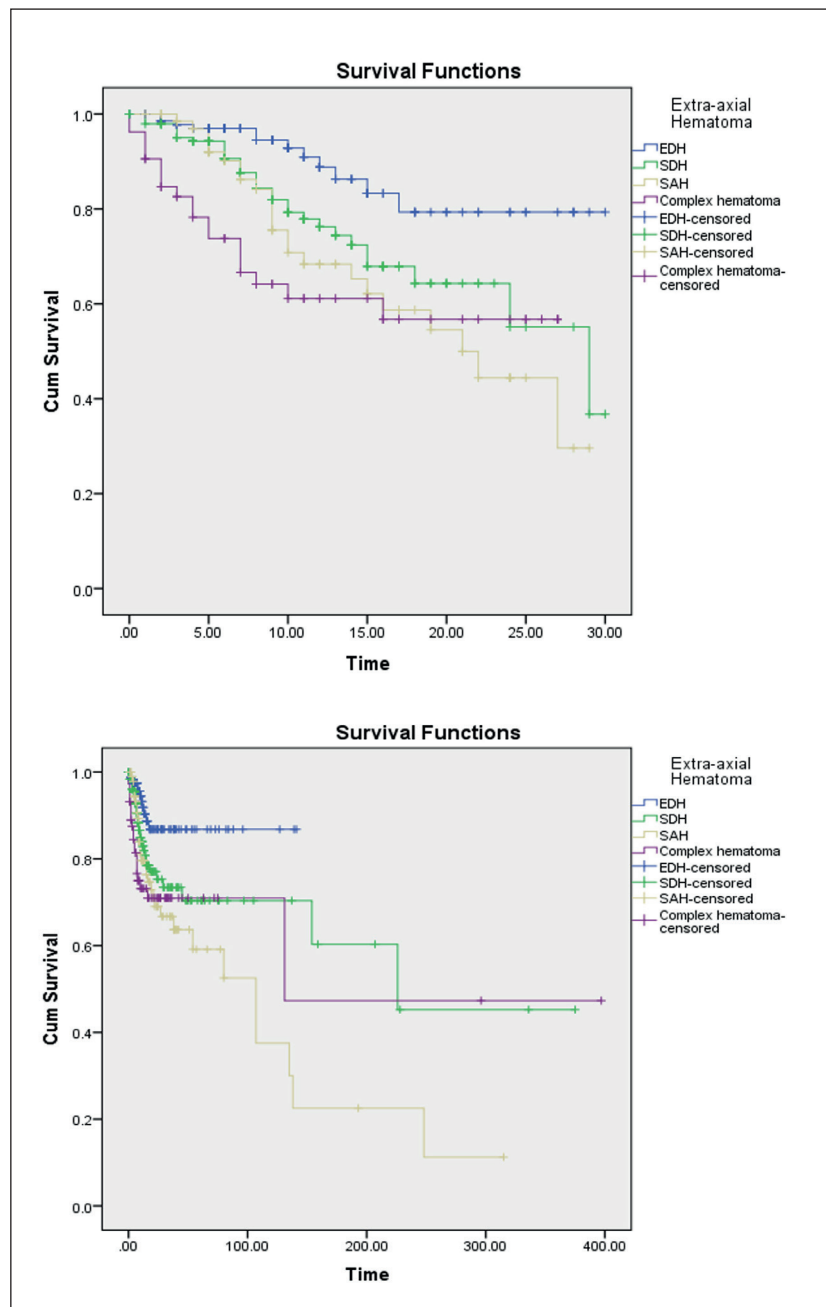 Survival Functions
Extra-axial
Hematoma
EDH
SDH
SAH
Complex hematoma
EDH-censored
SDH-censored
SAH-censored
Complex hematoma-
censored
1.0
0.8
0.6
0.4
0.2
0.0
Cum Survival
.00 5.00 10.00 15.00 20.00 25.00 30.00
Time
Survival Functions
Extra-axial
Hematoma
EDH
SDH
SAH
Complex hematoma
EDH-censored
SDH-censored
SAH-censored
Complex hematoma-
censored
1.0
0.8
0.6
0.4
0.2
0.0
Cum Survival
.00 100.00 200.00 300.00 400.00
Time